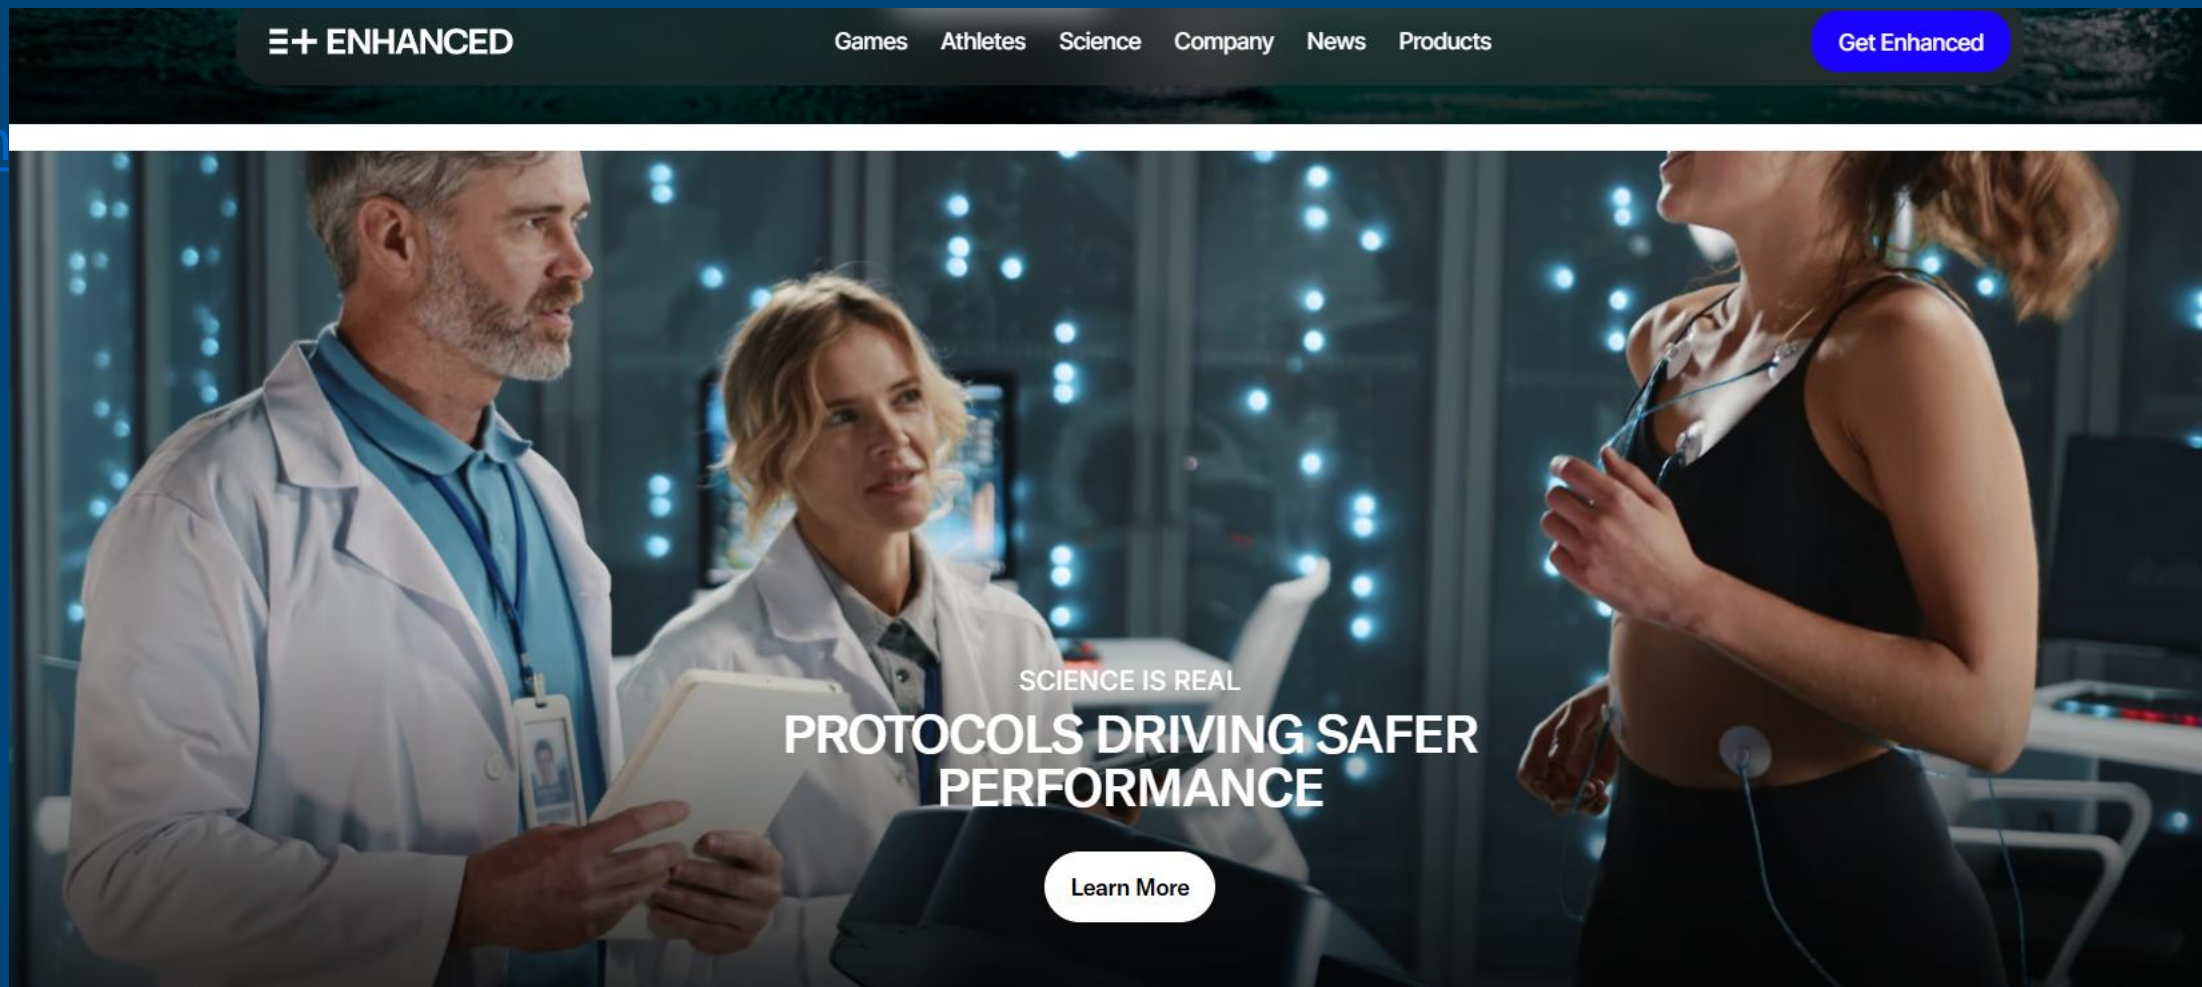 ENHANCED
Games Athletes Science Company News Products
Get Enhanced
SCIENCE IS REAL
PROTOCOLS DRIVING SAFER
PERFORMANCE
Learn More